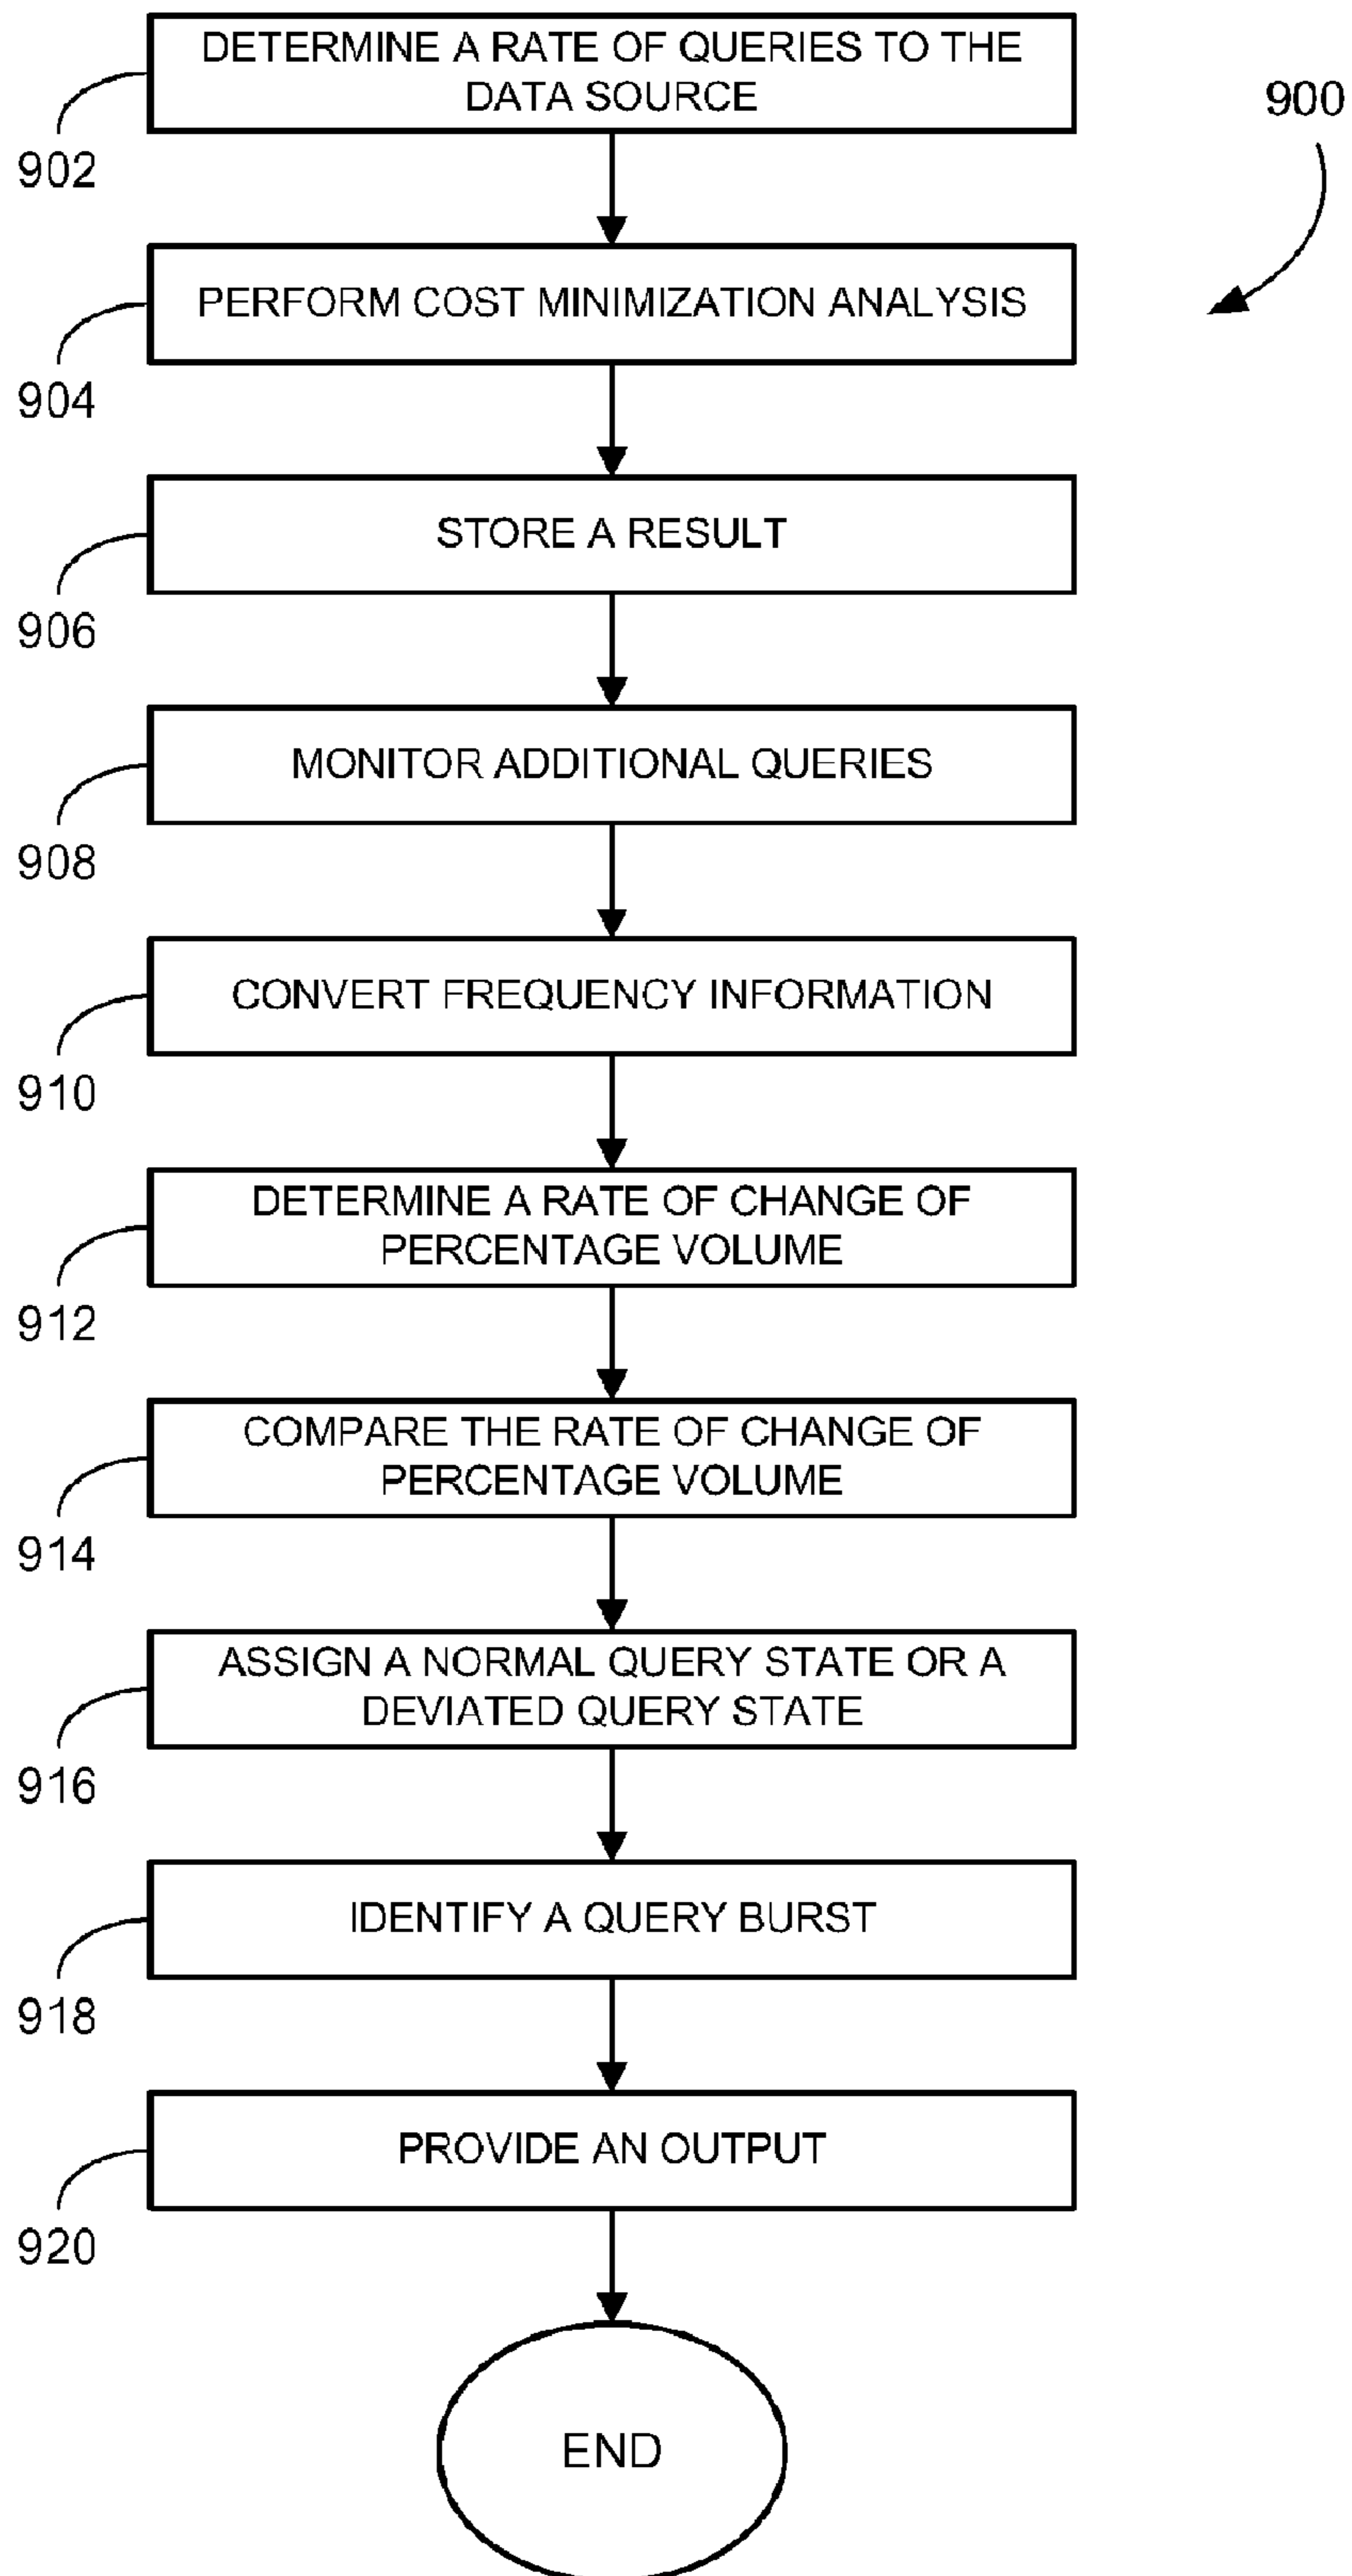 DETERMINE A RATE OF QUERIES TO THE
DATA SOURCE
900
902
PERFORM COST MINIMIZATION ANALYSIS
904
STORE A RESULT
906
MONITOR ADDITIONAL QUERIES
908
CONVERT FREQUENCY INFORMATION
910
DETERMINE A RATE OF CHANGE OF
PERCENTAGE VOLUME
912
COMPARE THE RATE OF CHANGE OF
PERCENTAGE VOLUME
914
ASSIGN A NORMAL QUERY STATE OR A
DEVIATED QUERY STATE
916
IDENTIFY A QUERY BURST
918
PROVIDE AN OUTPUT
920
END